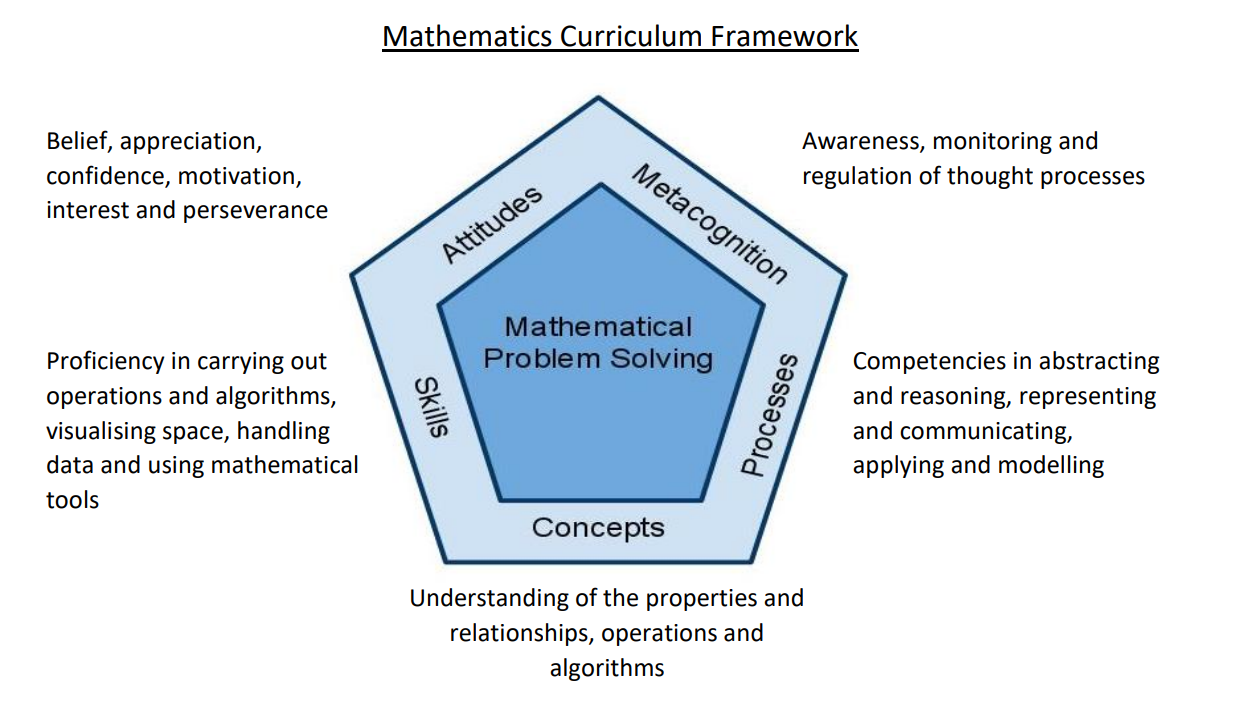 Mathematics Curriculum Framework
Belief, appreciation,
confidence, motivation,
interest and perseverance
Attitudes
Metacognition
Awareness, monitoring and
regulation of thought processes
Mathematical
Problem Solving
Proficiency in carrying out
operations and algorithms,
visualising space, handling
data and using mathematical
tools
Skills
Processes
Competencies in abstracting
and reasoning, representing
and communicating,
applying and modelling
Concepts
Understanding of the properties and
relationships, operations and
algorithms